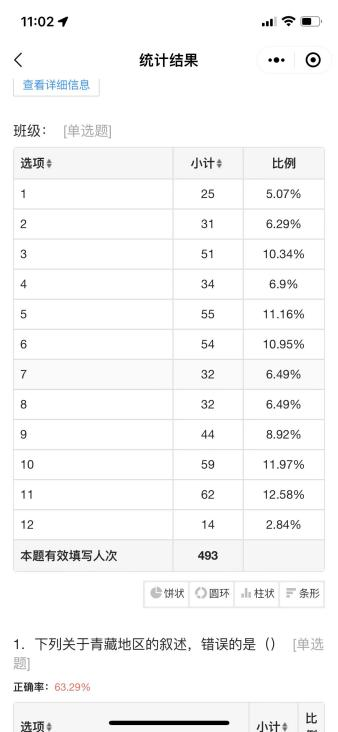 11:02
统计结果
查看详细信息
班级： [单选题]
选项 小计 比例
1 25 5.07%
2 31 6.29%
3 51 10.34%
4 34 6.9%
5 55 11.16%
6 54 10.95%
7 32 6.49%
8 32 6.49%
9 44 8.92%
10 59 11.97%
11 62 12.58%
12 14 2.84%
本题有效填写人次 493
饼状 圆环 柱状 条形
1. 下列关于青藏地区的叙述，错误的是（） [单选
题]
正确率：63.29%
选项 小计 比